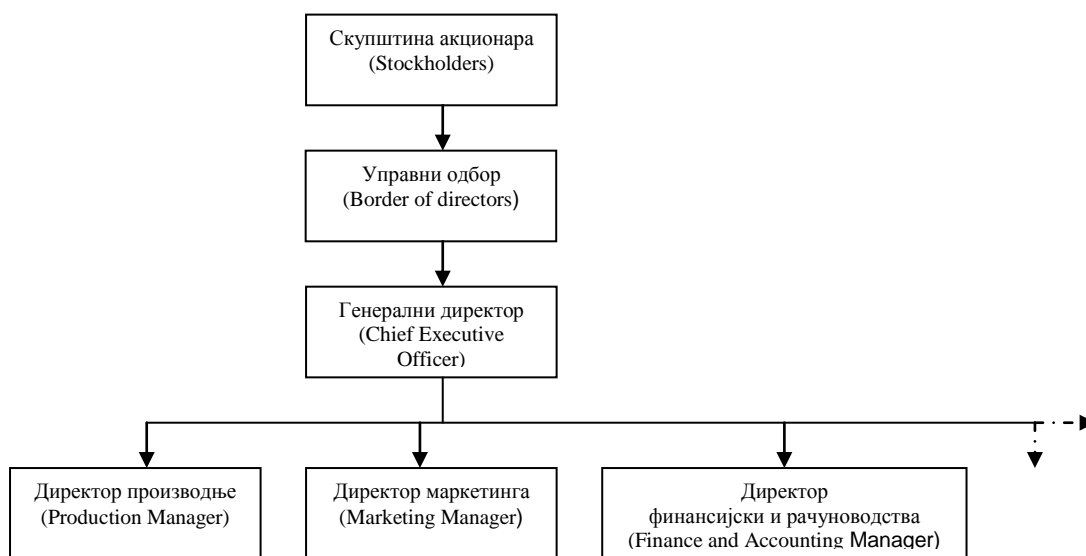 Скупштина акционара
(Stockholders)
Управни одбор
(Border of directors)
Генерални директор
(Chief Executive
Officer)
Директор производње
(Production Manager)
Директор маркетинга
(Marketing Manager)
Директор
финансијски и рачуноводства
(Finance and Accounting Manager)